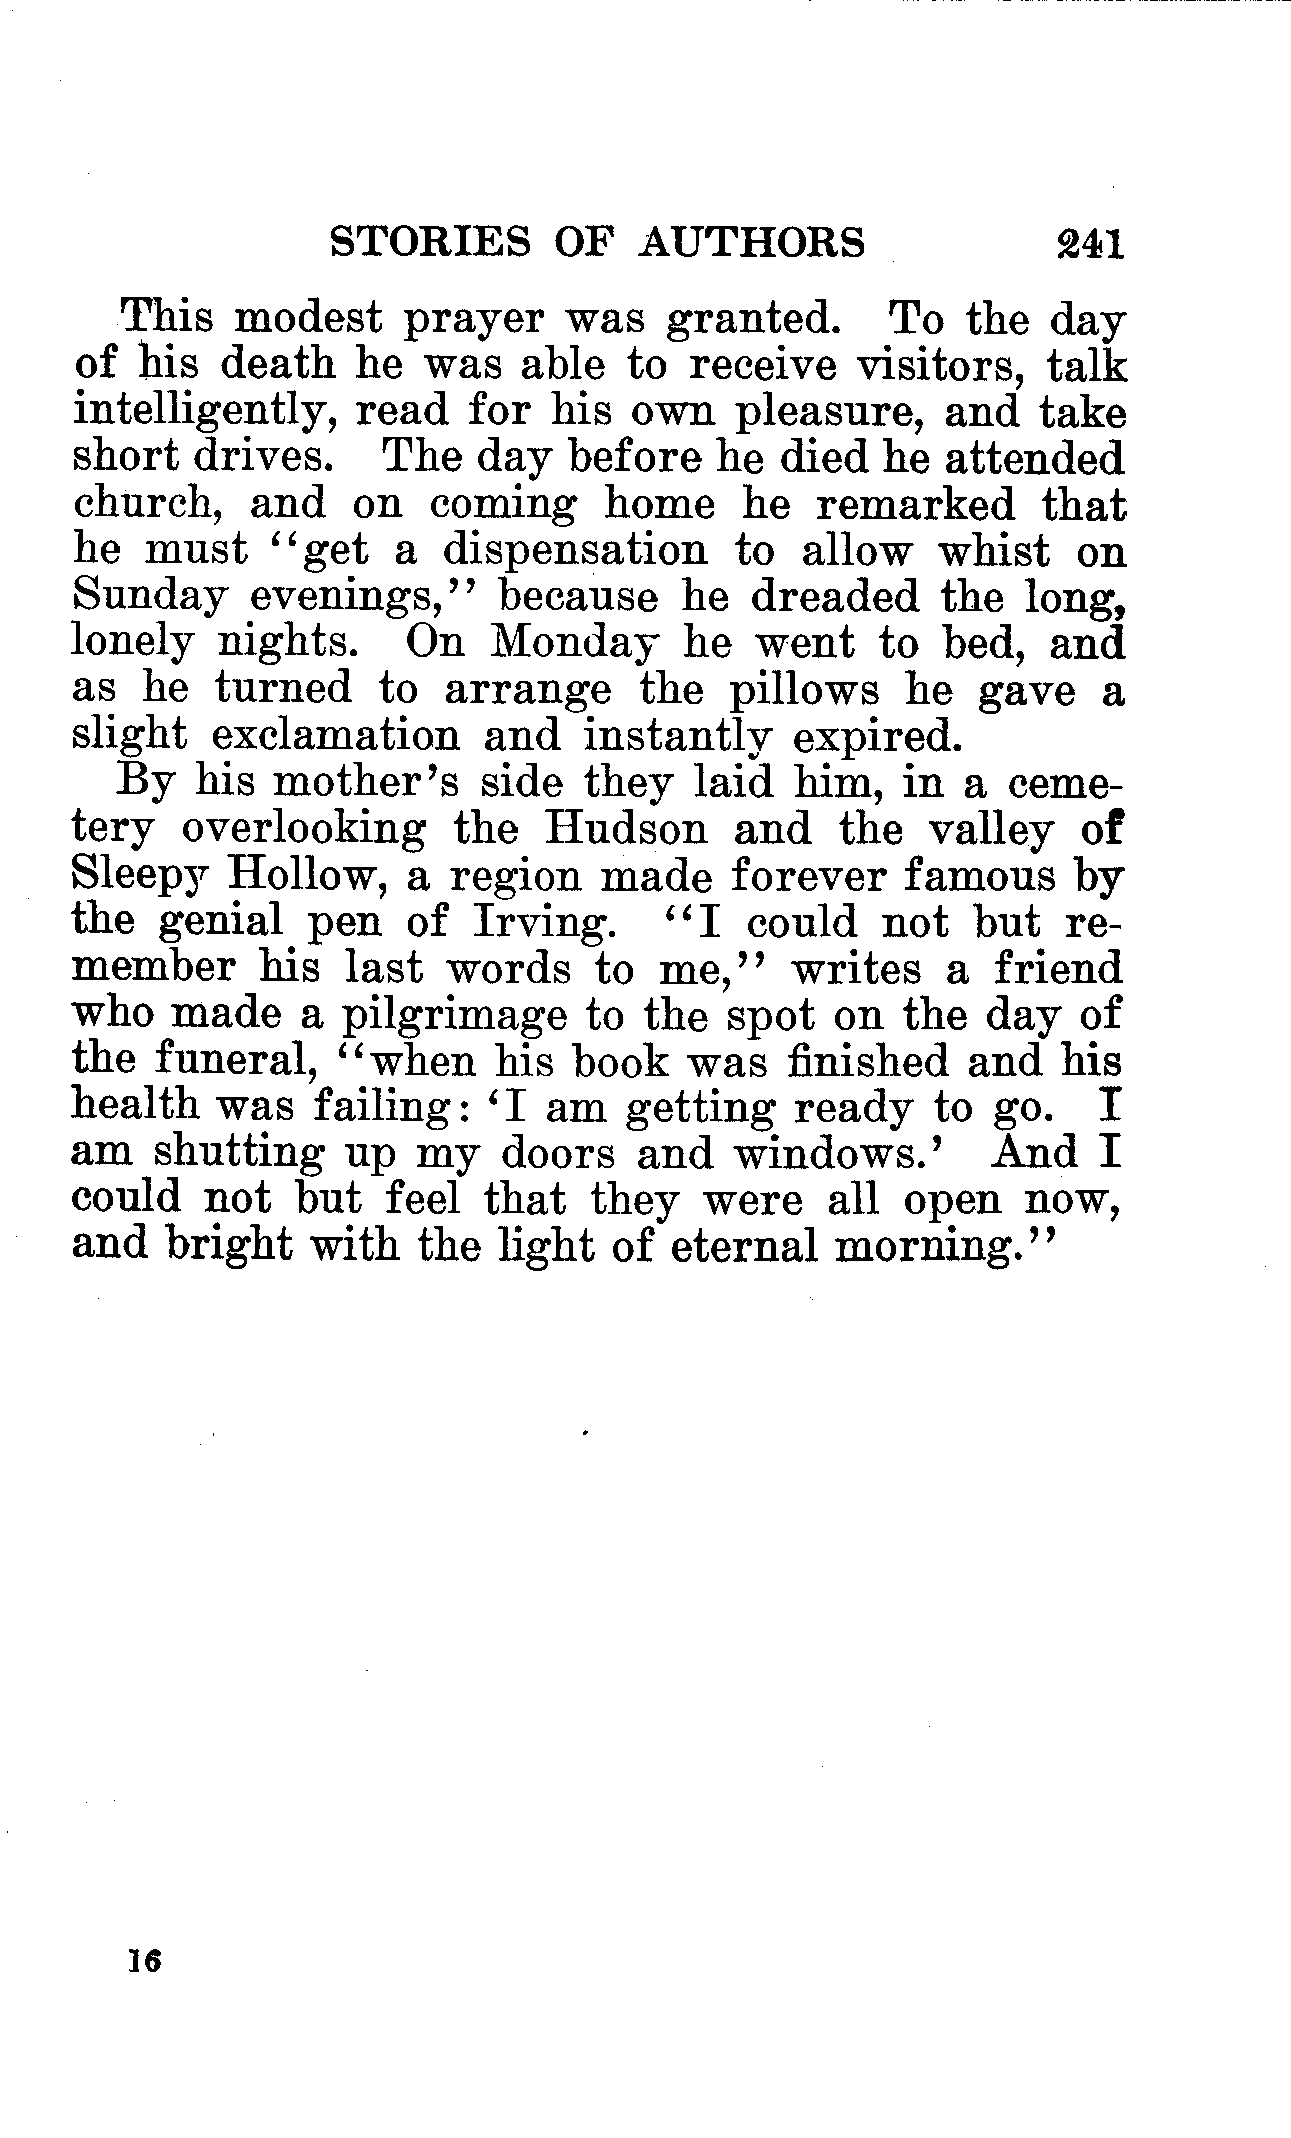 STORIES OF AUTHORS 241
This modest prayer was granted. To the day
of his death he was able to receive visitors, talk
intelligently, read for his own pleasure, and take
short drives. The day before he died he attended
church, and on coming home he remarked that
he must “get a dispensation to allow whist on
Sunday evenings,” because he dreaded the long,
lonely nights. On Monday he went to bed, and
as he turned to arrange the pillows he gave a
slight exclamation and instantly expired.
By his mother’s side they laid him, in a ceme-
tery overlooking the Hudson and the valley of
Sleepy Hollow, a region made forever famous by
the genial pen of Irving. “I could not but re-
member his last words to me,” writes a friend
who made a pilgrimage to the spot on the day of
the funeral, “when his book was finished and his
health was failing: ‘I am getting ready to go. I
am shutting up my doors and windows.’ And I
could not but feel that they were all open now,
and bright with the light of eternal morning.”
16